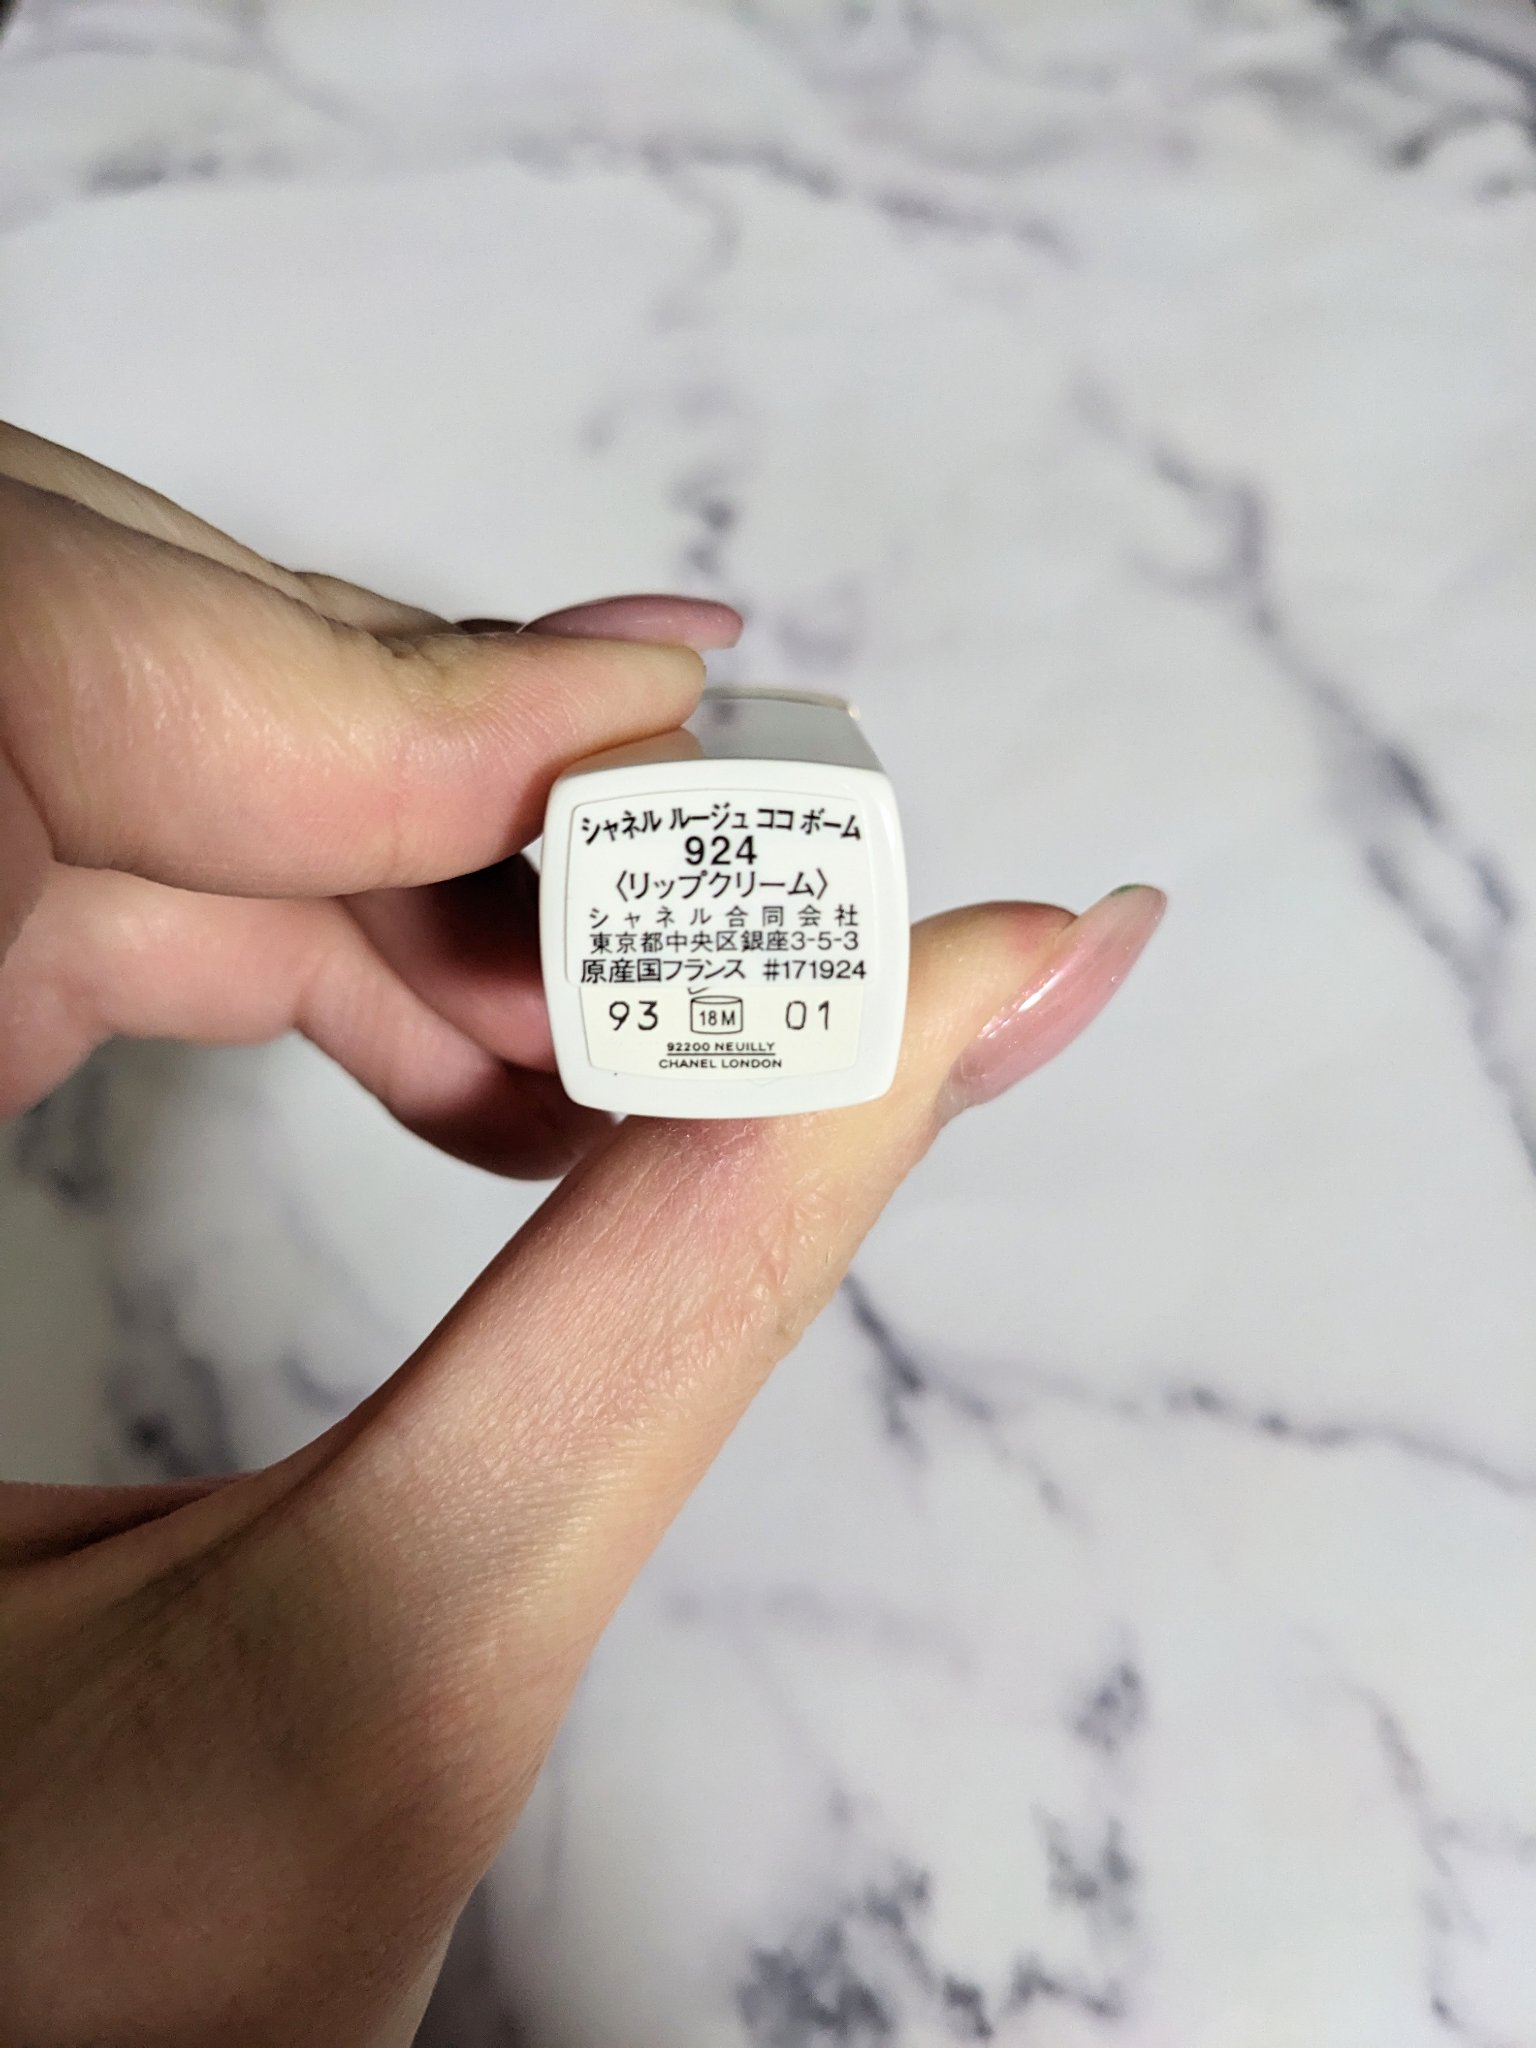 シャネル ルージュ ココ ボーム
924
〈リップクリーム〉
シャネル合同会社
東京都中央区銀座3-5-3
原産国フランス #171924
93 18M 01
92200 NEUILLY
CHANEL LONDON